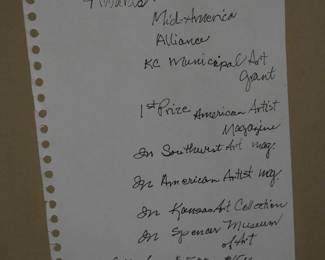 Awards:
Mid-America
Alliance
KC Municipal Art
Grant
1st Prize American Artist
Magazine
In Southwest Art mag.
In American Artist mag
In Kansas Art Collection
In Spencer Museum
of Art